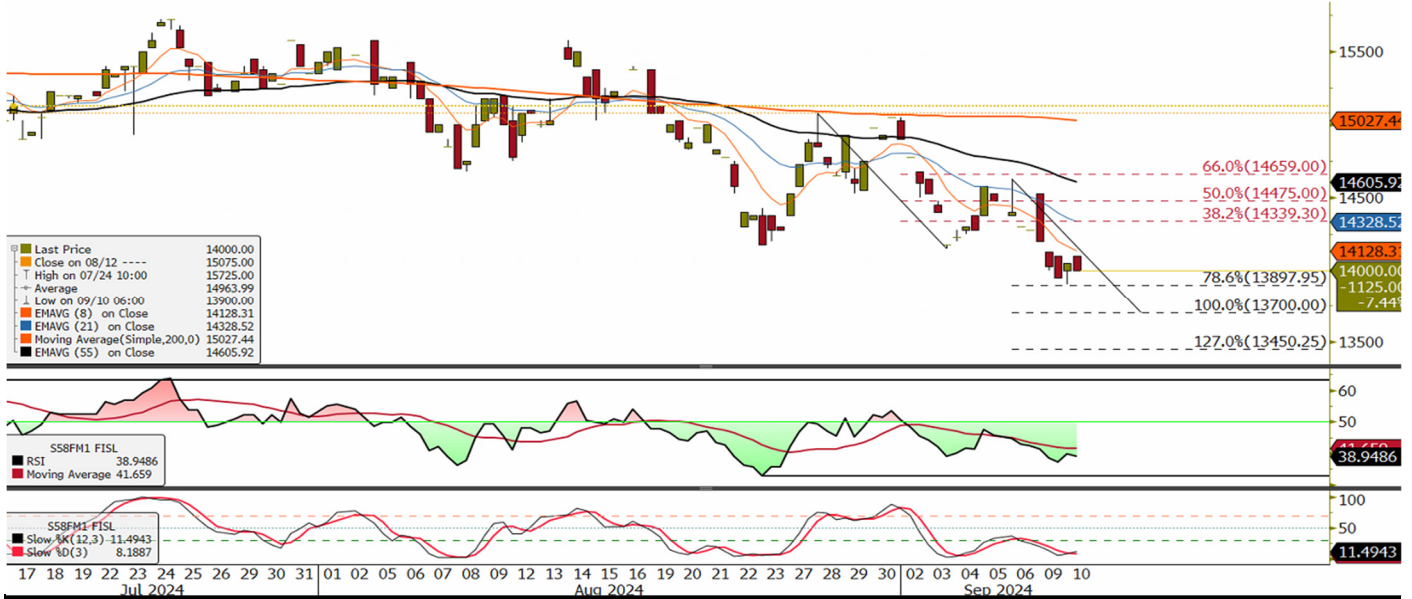 15500
15027.44
66.0%(14659.00)
14605.92
14500
50.0%(14475.00)
38.2%(14339.30)
14328.52
14128.31
14000.00
-1125.00
-7.44%
78.6%(13897.95)
100.0%(13700.00)
127.0%(13450.25)
13500
Last Price 14000.00
Close on 08/12 ---- 15075.00
High on 07/24 10:00 15725.00
Average 14963.99
Low on 09/10 06:00 13900.00
EMAVG (8) on Close 14128.31
EMAVG (21) on Close 14328.52
Moving Average(Simple,200,0) 15027.44
EMAVG (55) on Close 14605.92
60
50
41.659
38.9486
S58FM1 FISL
RSI 38.9486
Moving Average 41.659
100
50
11.4943
S58FM1 FISL
Slow %K(12,3) 11.4943
Slow %D(3) 8.1887
17 18 19 22 23 24 25 26 29 30 31 01 02 05 06 07 08 09 12 13 14 15 16 19 20 21 22 23 27 28 29 30 02 03 04 05 06 09 10
Jul 2024 Aug 2024 Sep 2024